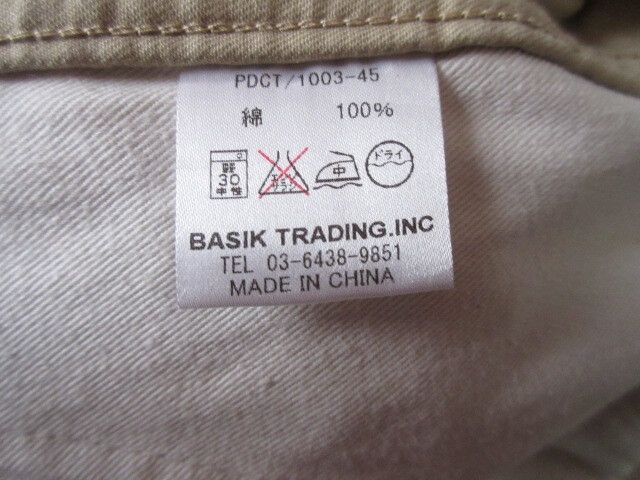 PDCT/1003-45
綿 100%
30 中 ドライ
BASIK TRADING.INC
TEL 03-6438-9851
MADE IN CHINA